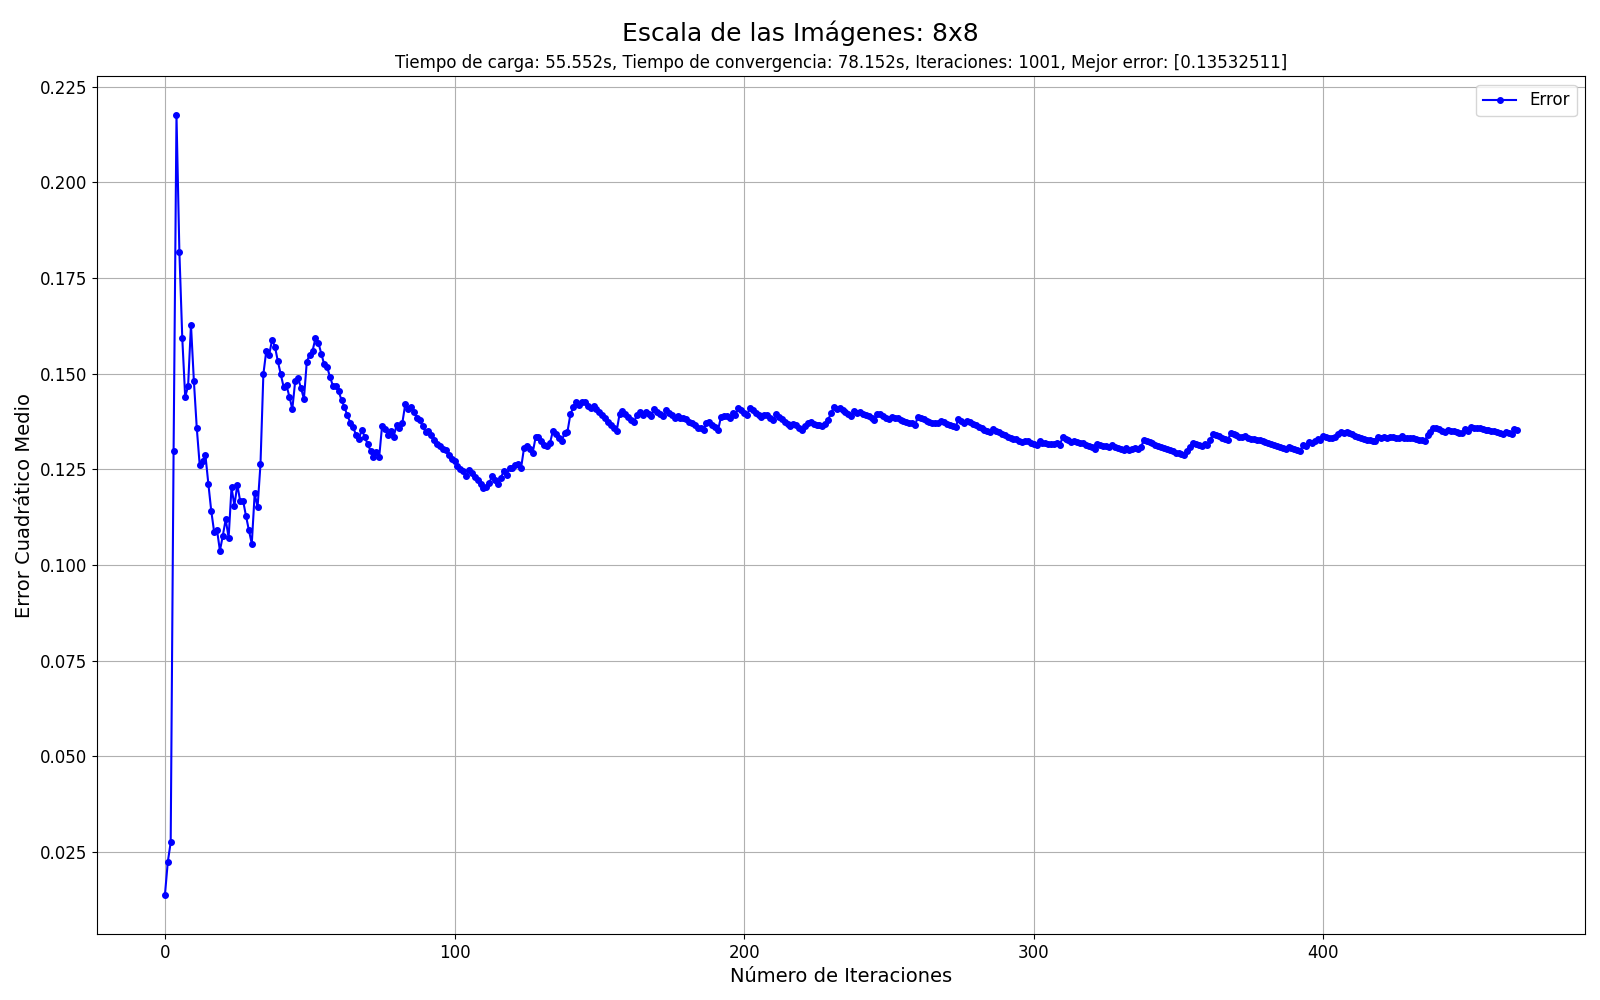 Escala de las Imágenes: 8x8
Tiempo de carga: 55.552s, Tiempo de convergencia: 78.152s, Iteraciones: 1001, Mejor error: [0.13532511]
Error
0.225
0.200
0.175
0.150
0.125
0.100
0.075
0.050
0.025
Error Cuadrático Medio
0 100 200 300 400
Número de Iteraciones